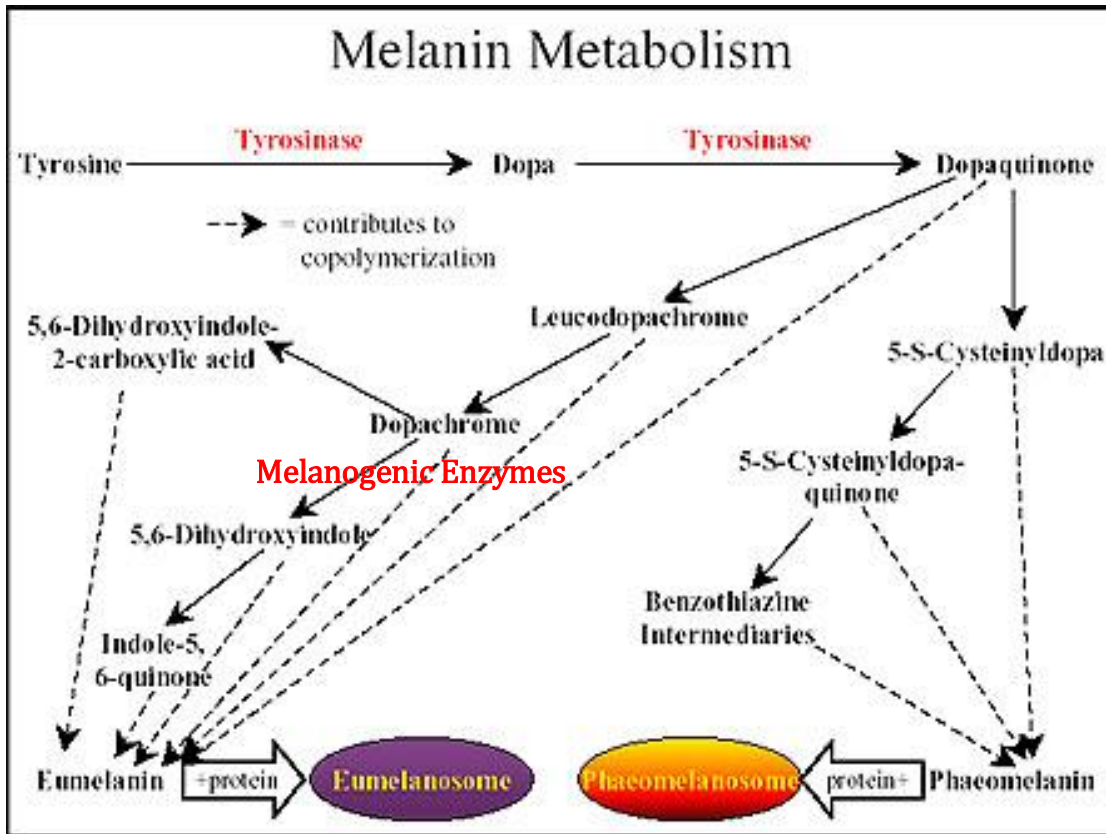 Melanin Metabolism
Tyrosinase
Tyrosinase
Tyrosine
Dopa
Dopaquinone
= contributes to
copolymerization
Leucodopachrome
5,6-Dihydroxyindole-
2-carboxylic acid
5-S-Cysteinyldopa
Dopachrome
Melanogenic Enzymes
5-S-Cysteinyldopa-
quinone
5,6-Dihydroxyindole
Benzothiazine
Intermediaries
Indole-5,
6-quinone
Eumelanin
+protein
Eumelanosome
Phaeomelanosome
protein+
Phaeomelanin